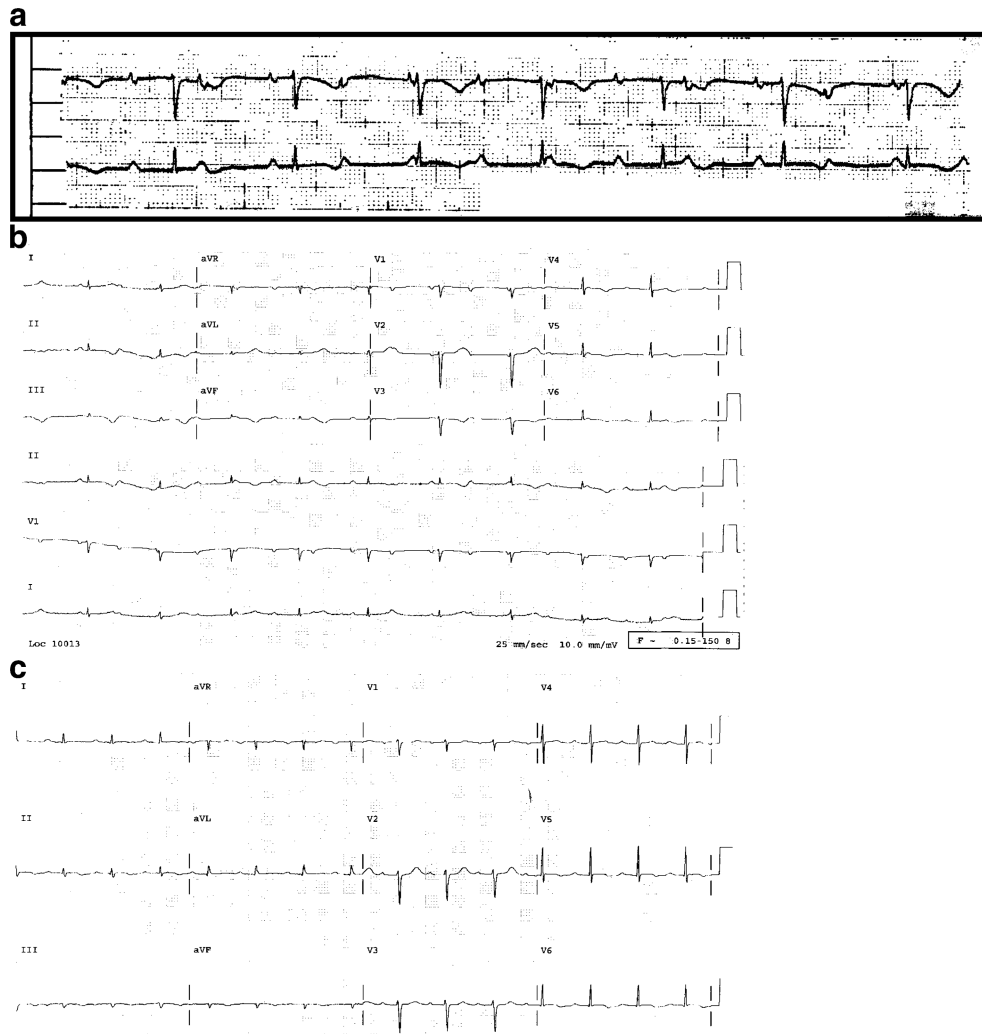 a
b
I aVR V1 V4
II aVL V2 V5
III aVF V3 V6
II
V1
I
Loc 10013 25 mm/sec 10.0 mm/mV F ~ 0.15-150 8
c
I aVR V1 V4
II aVL V2 V5
III aVF V3 V6